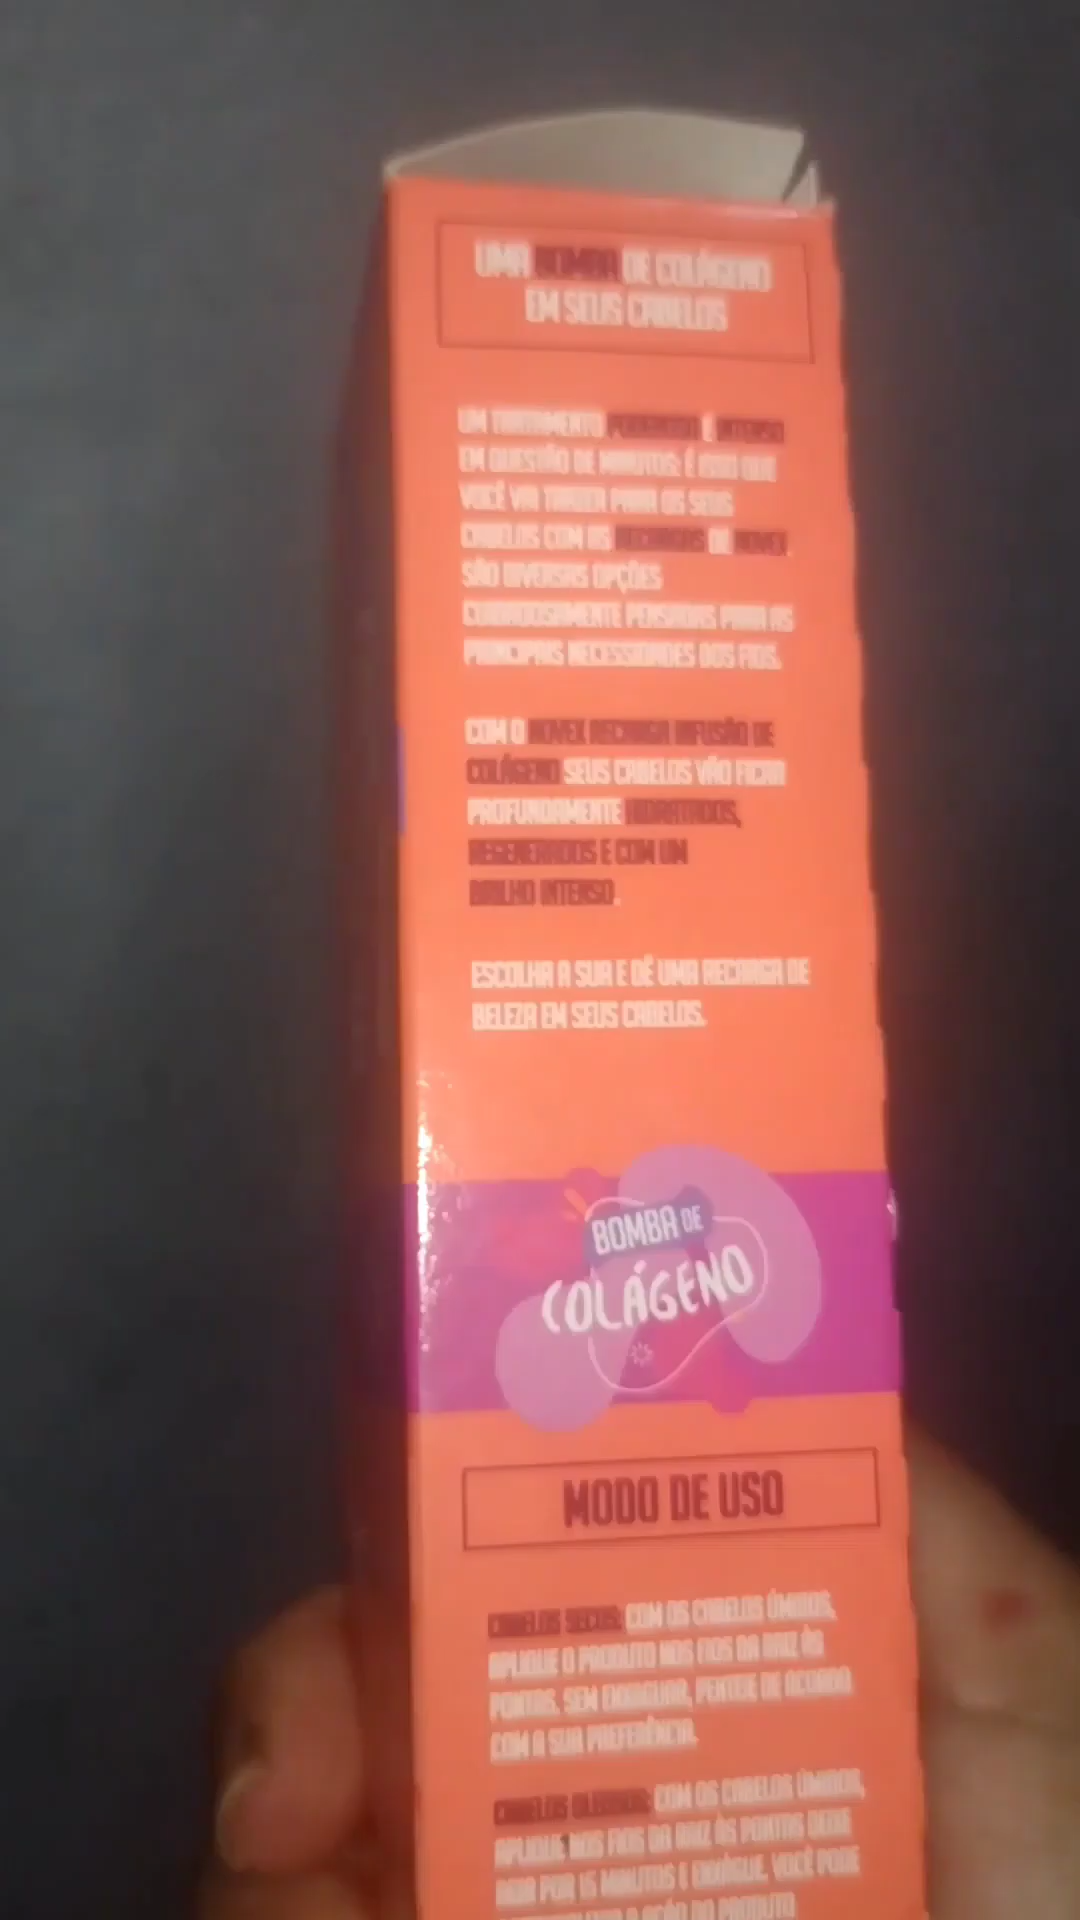 UMA BOMBA DE COLÁGENO
EM SEUS CABELOS
UM TRATAMENTO PODEROSO E INTENSO
EM QUESTÃO DE MINUTOS: É ISSO QUE
VOCÊ VAI TRAZER PARA OS SEUS
CABELOS COM AS RECARGAS DE NOVEX.
SÃO DIVERSAS OPÇÕES
CUIDADOSAMENTE PENSADAS PARA AS
PRINCIPAIS NECESSIDADES DOS FIOS.
COM O NOVEX RECARGA INFUSÃO DE
COLÁGENO SEUS CABELOS VÃO FICAR
PROFUNDAMENTE HIDRATADOS,
REGENERADOS E COM UM
BRILHO INTENSO.
ESCOLHA A SUA E DÊ UMA RECARGA DE
BELEZA EM SEUS CABELOS.
BOMBA DE
COLÁGENO
MODO DE USO
CABELOS SECOS: COM OS CABELOS ÚMIDOS,
APLIQUE O PRODUTO NOS FIOS DA RAIZ ÀS
PONTAS. SEM ENXAGUAR, PENTEIE DE ACORDO
COM A SUA PREFERÊNCIA.
CABELOS OLEOSOS: COM OS CABELOS ÚMIDOS,
APLIQUE NOS FIOS DA RAIZ ÀS PONTAS DEIXE
AGIR POR 15 MINUTOS E ENXÁGUE. VOCÊ PODE
A AÇÃO DO PRODUTO